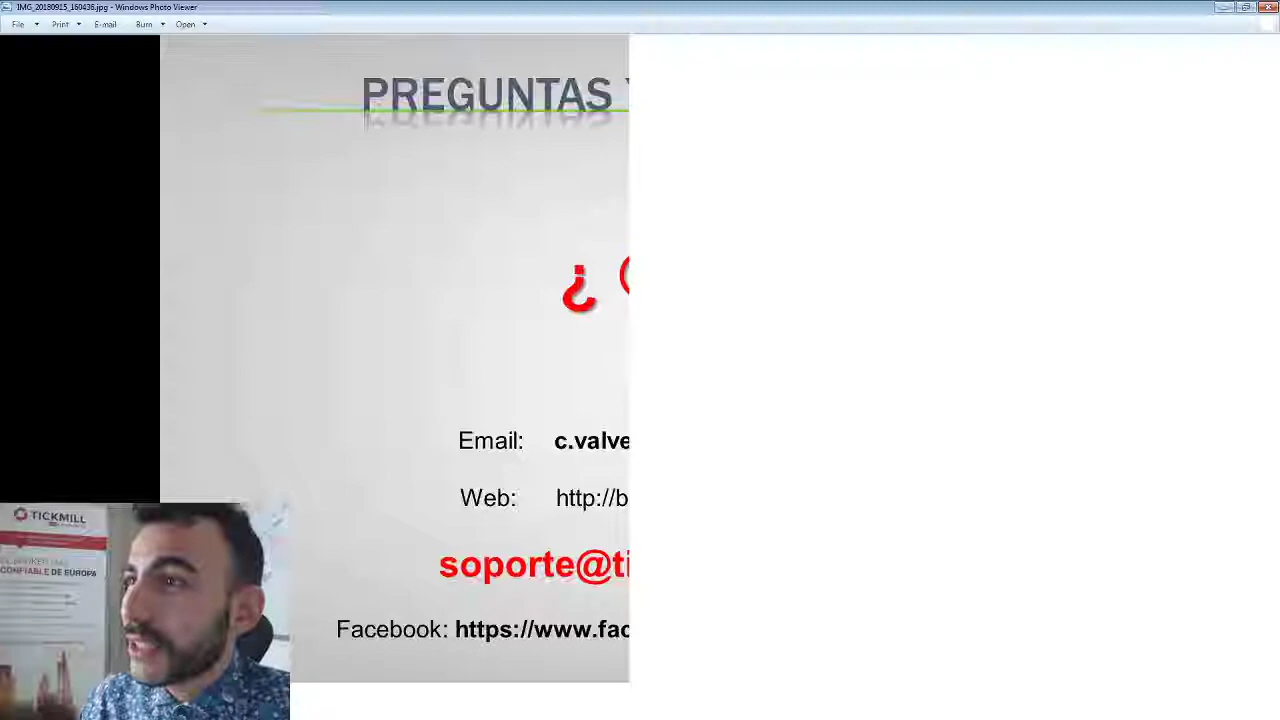 IMG_20180915_160436.jpg - Windows Photo Viewer
File Print E-mail Burn Open
PREGUNTAS
¿
Email: c.valve
Web: http://b
soporte@ti
Facebook: https://www.fac
TICKMILL
CONFIABLE DE EUROPA